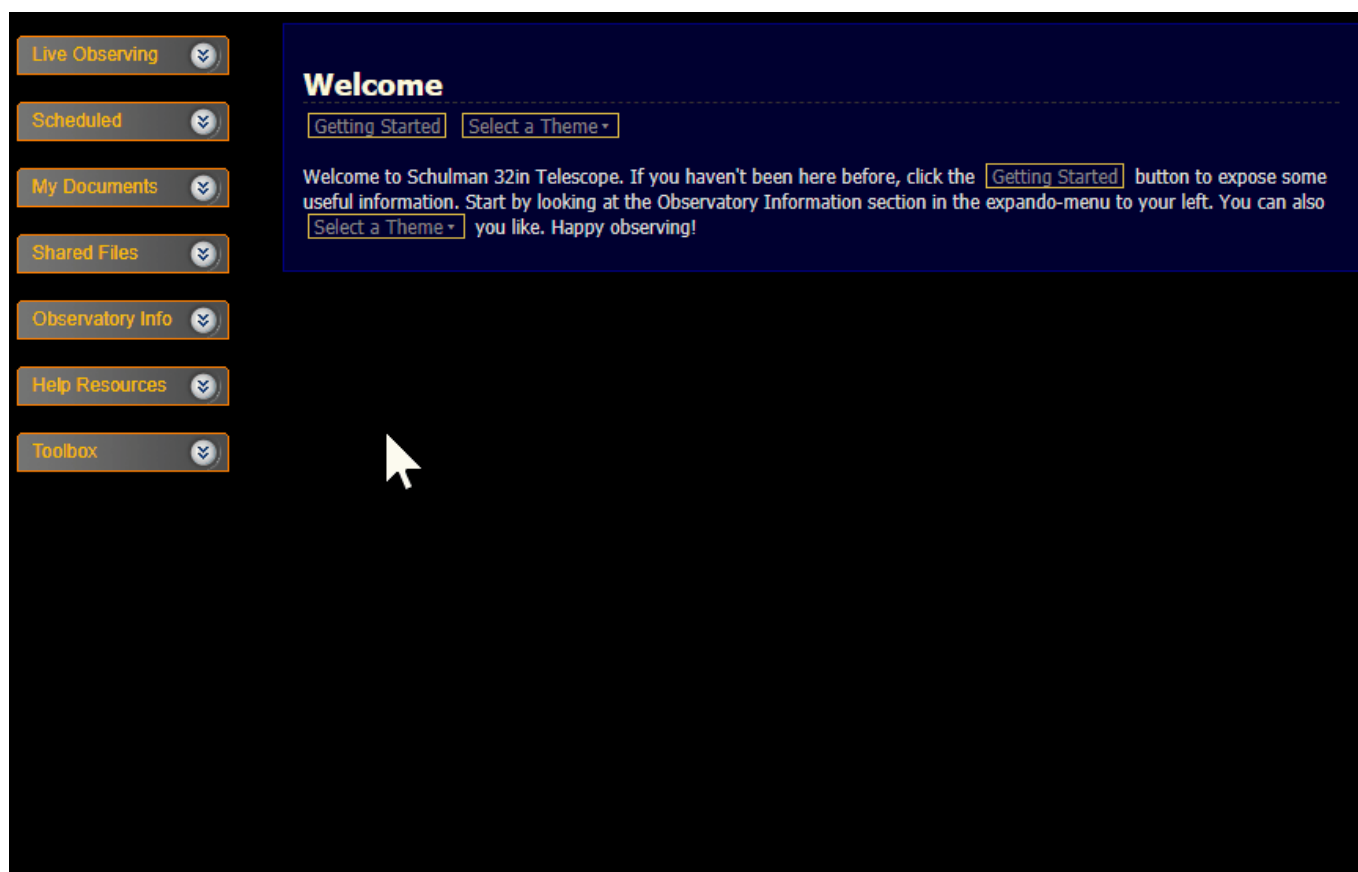 Live Observing
Scheduled
My Documents
Shared Files
Observatory Info
Help Resources
Toolbox
Welcome
Getting Started Select a Theme
Welcome to Schulman 32in Telescope. If you haven't been here before, click the Getting Started button to expose some
useful information. Start by looking at the Observatory Information section in the expando-menu to your left. You can also
Select a Theme you like. Happy observing!